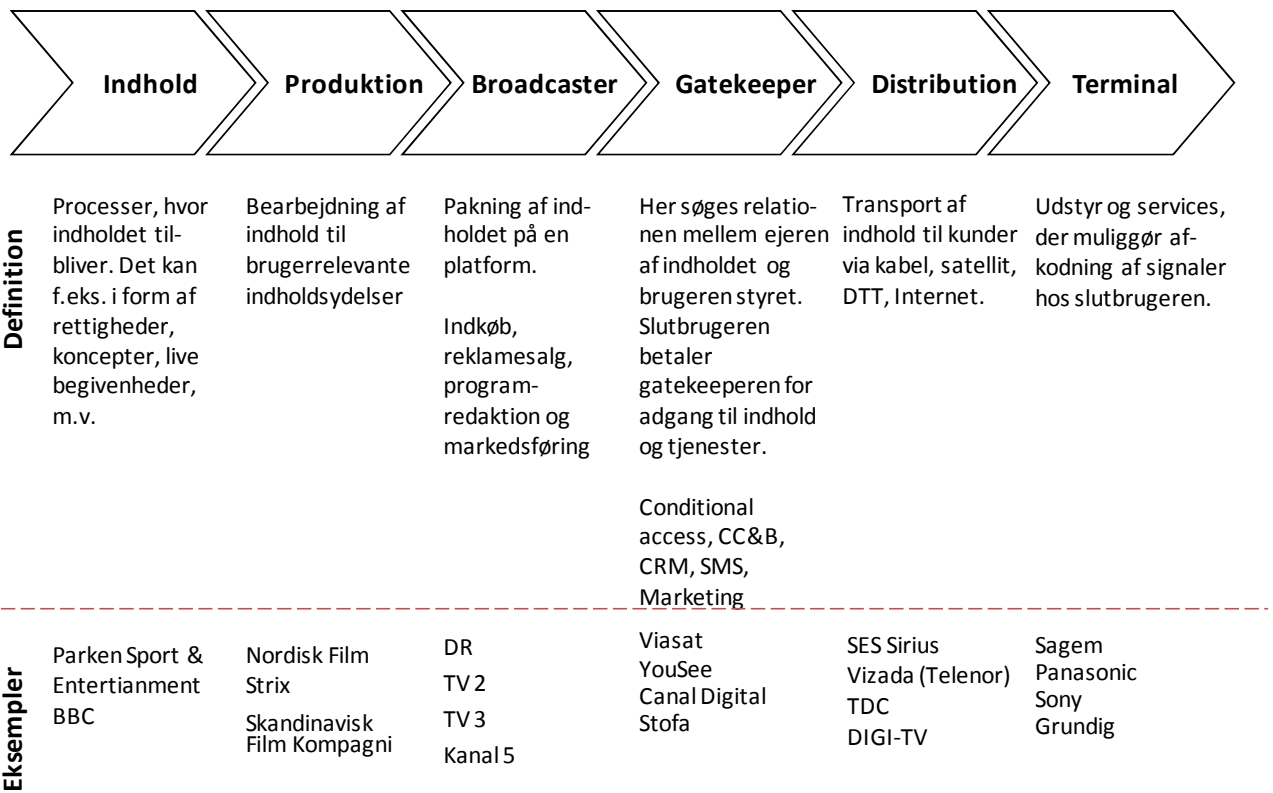 Indhold
Produktion
Broadcaster
Gatekeeper
Distribution
Terminal
Definition
Processer, hvor
indholdet til-
bliver. Det kan
f.eks. i form af
rettigheder,
koncepter, live
begivenheder,
m.v.
Bearbejdning af
indhold til
brugerrelevante
indholdsydelser
Pakning af ind-
holdet på en
platform.
Indkøb,
reklamesalg,
program-
redaktion og
markedsføring
Her søges relatio-
nen mellem ejeren
af indholdet og
brugeren styret.
Slutbrugeren
betaler
gatekeeperen for
adgang til indhold
og tjenester.
Conditional
access, CC&B,
CRM, SMS,
Marketing
Transport af
indhold til kunder
via kabel, satellit,
DTT, Internet.
Udstyr og services,
der muliggør af-
kodning af signaler
hos slutbrugeren.
Eksempler
Parken Sport &
Entertianment
BBC
Nordisk Film
Strix
Skandinavisk
Film Kompagni
DR
TV 2
TV 3
Kanal 5
Viasat
YouSee
Canal Digital
Stofa
SES Sirius
Vizada (Telenor)
TDC
DIGI-TV
Sagem
Panasonic
Sony
Grundig